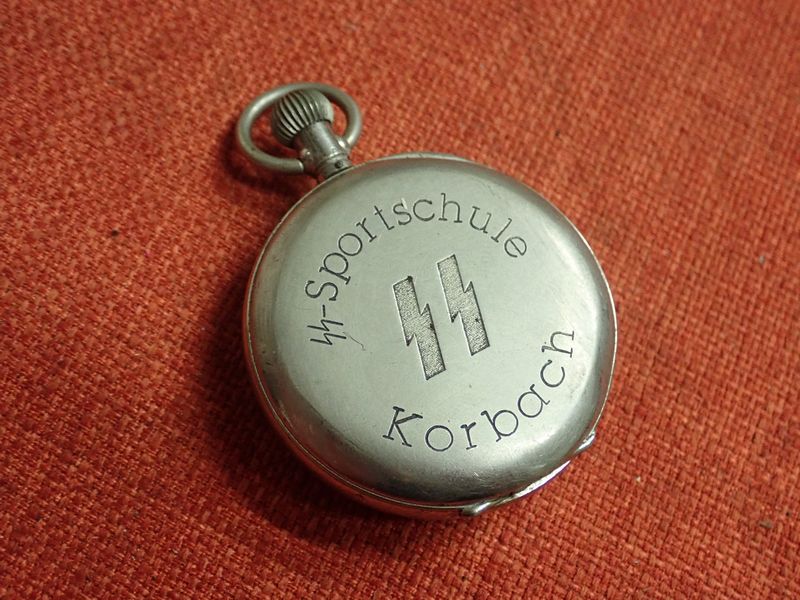 ᛋᛋ-Sportschule
ᛋᛋ
Korbach